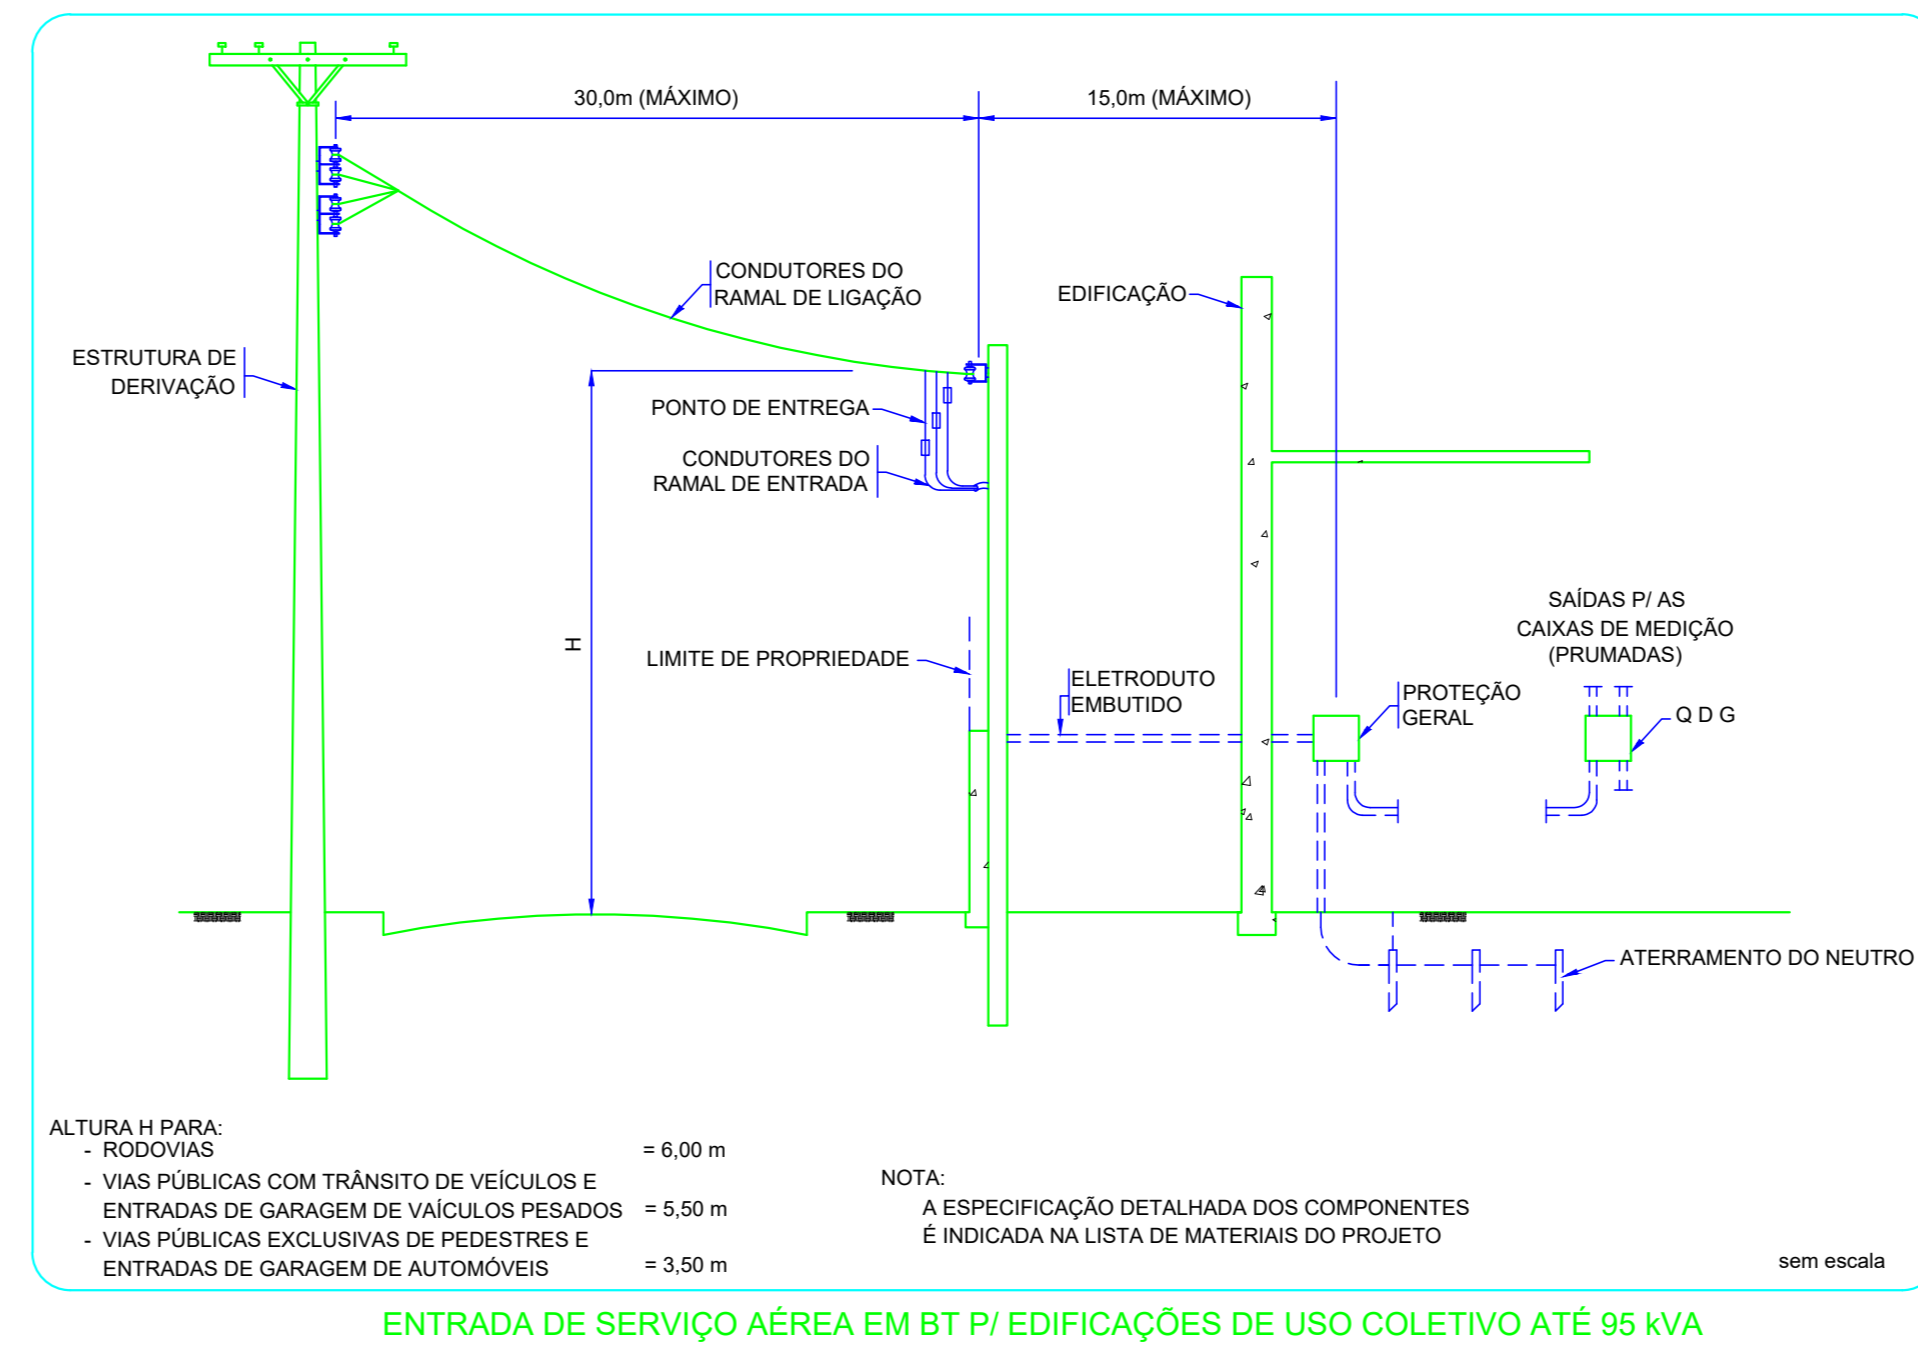 30,0m (MÁXIMO)
15,0m (MÁXIMO)
CONDUTORES DO
RAMAL DE LIGAÇÃO
EDIFICAÇÃO
ESTRUTURA DE
DERIVAÇÃO
PONTO DE ENTREGA
CONDUTORES DO
RAMAL DE ENTRADA
H
SAÍDAS P/ AS
CAIXAS DE MEDIÇÃO
(PRUMADAS)
LIMITE DE PROPRIEDADE
ELETRODUTO
EMBUTIDO
PROTEÇÃO
GERAL
Q D G
ATERRAMENTO DO NEUTRO
ALTURA H PARA:
- RODOVIAS = 6,00 m
- VIAS PÚBLICAS COM TRÂNSITO DE VEÍCULOS E
ENTRADAS DE GARAGEM DE VAÍCULOS PESADOS = 5,50 m
- VIAS PÚBLICAS EXCLUSIVAS DE PEDESTRES E
ENTRADAS DE GARAGEM DE AUTOMÓVEIS = 3,50 m
NOTA:
A ESPECIFICAÇÃO DETALHADA DOS COMPONENTES
É INDICADA NA LISTA DE MATERIAIS DO PROJETO
sem escala
ENTRADA DE SERVIÇO AÉREA EM BT P/ EDIFICAÇÕES DE USO COLETIVO ATÉ 95 kVA